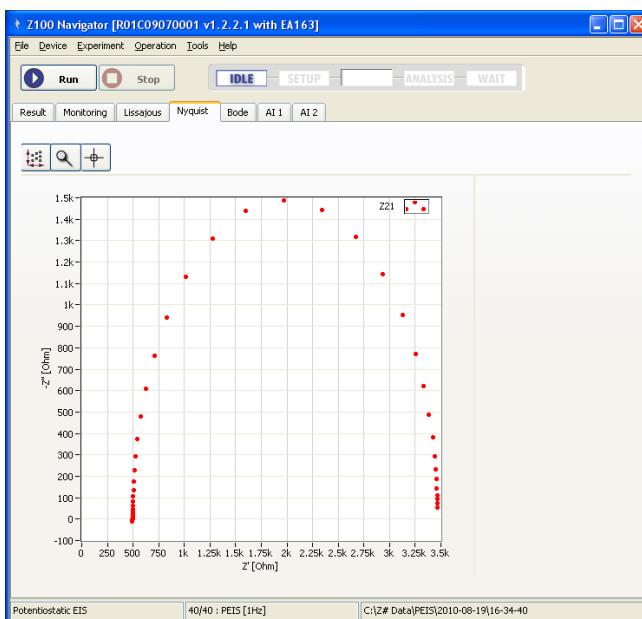 Z100 Navigator [R01C09070001 v1.2.2.1 with EA163]
File Device Experiment Operation Tools Help
Run Stop IDLE SETUP ANALYSIS WAIT
Result Monitoring Lissajous Nyquist Bode AI 1 AI 2
Z21
1.5k
1.4k
1.3k
1.2k
1.1k
1k
900
800
700
600
500
400
300
200
100
0
-100
-Z'' [Ohm]
0 250 500 750 1k 1.25k 1.5k 1.75k 2k 2.25k 2.5k 2.75k 3k 3.25k 3.5k
Z' [Ohm]
Potentiostatic EIS 40/40 : PEIS [1Hz] C:\Z# Data\PEIS\2010-08-19\16-34-40